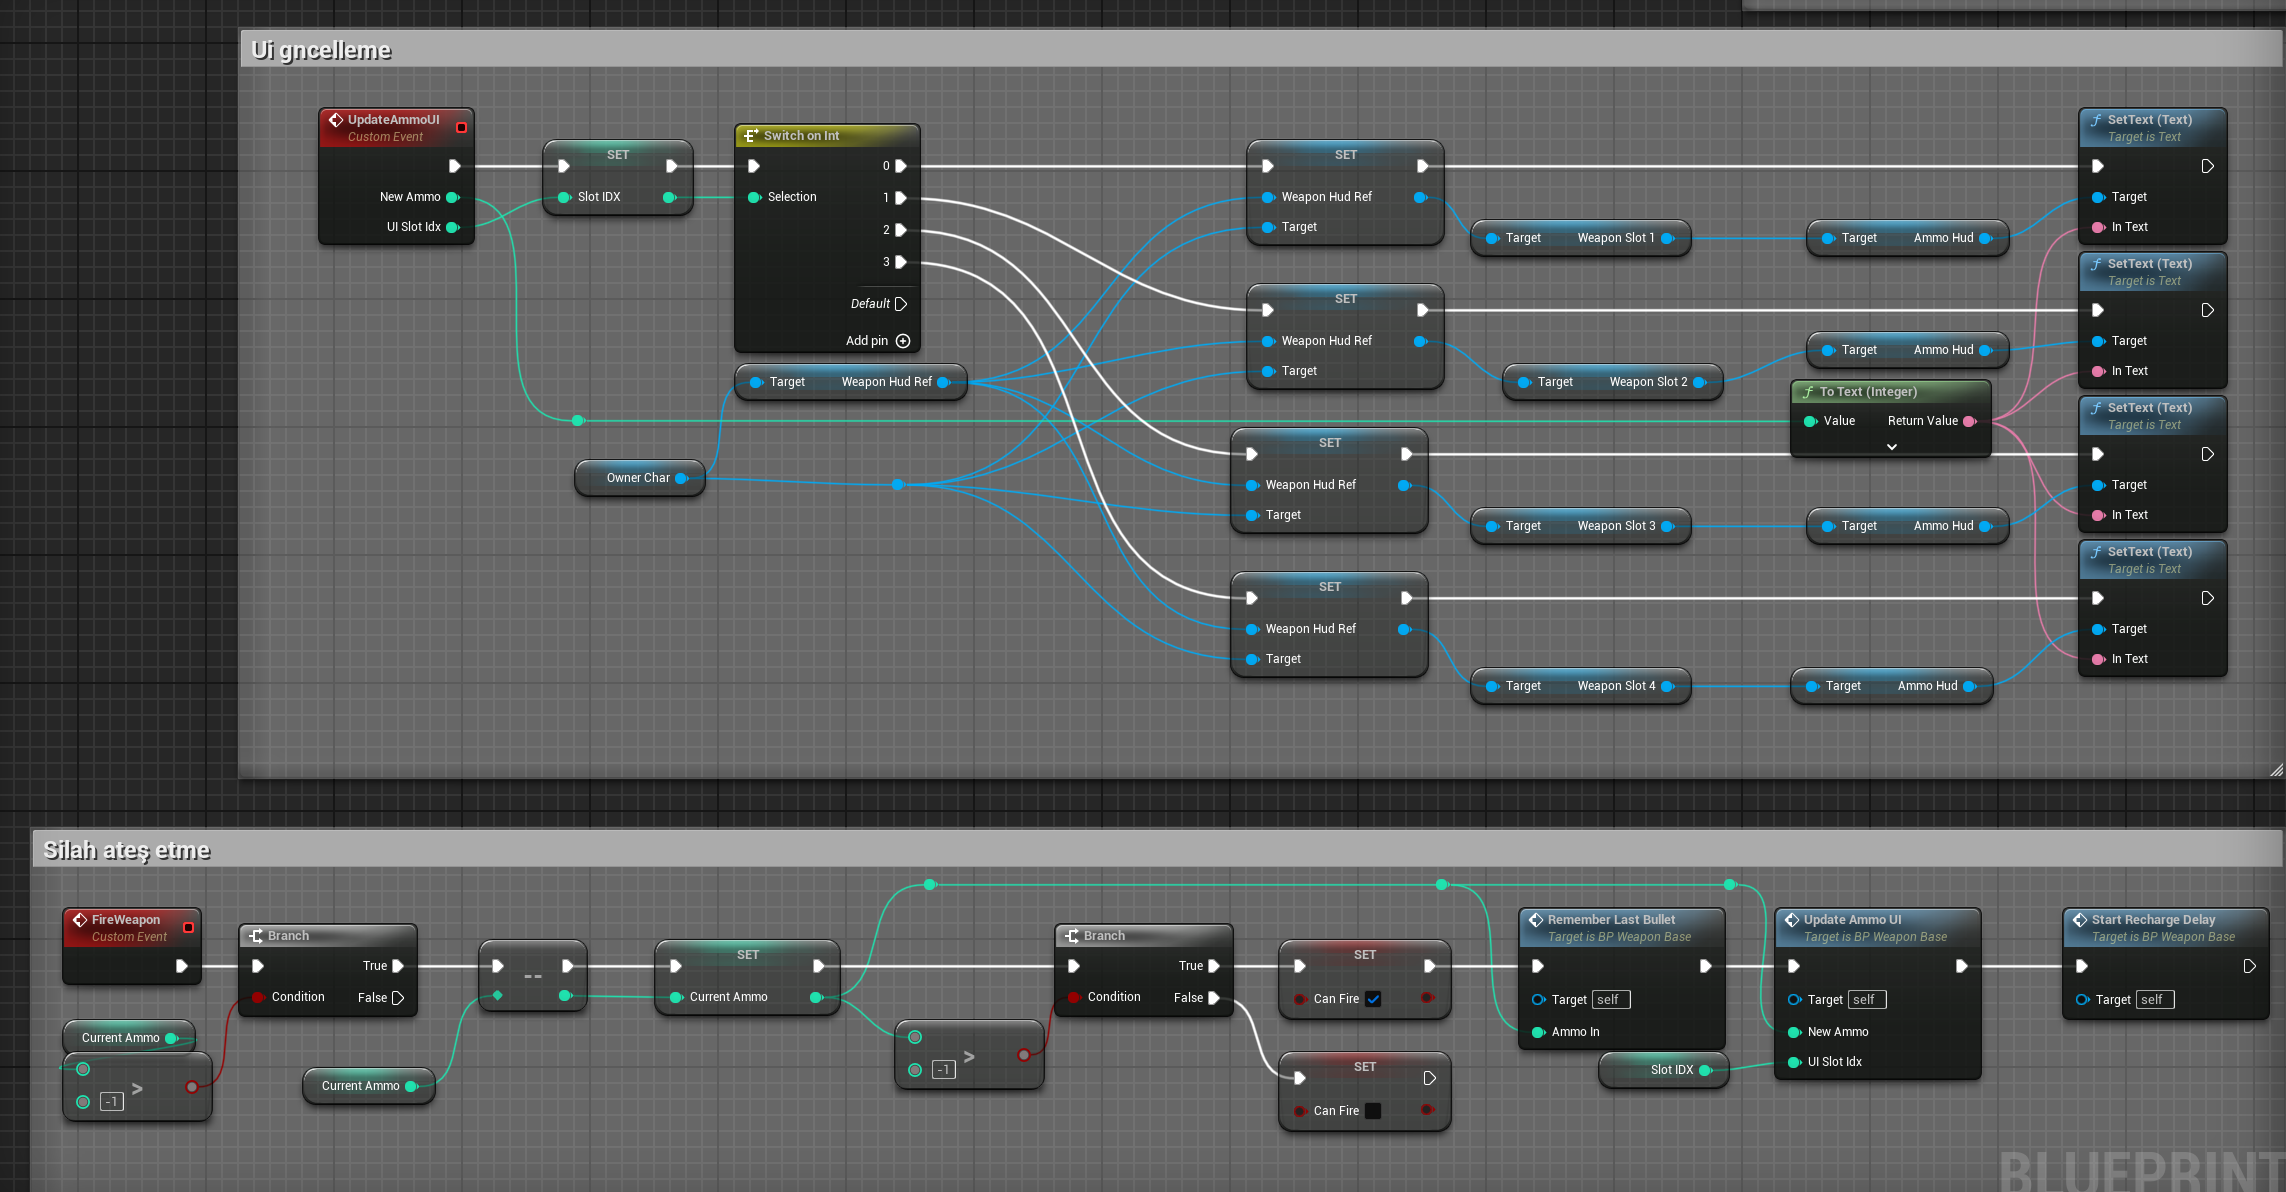 Ui gncelleme
UpdateAmmoUI
Custom Event
New Ammo
UI Slot Idx
SET
Slot IDX
Switch on Int
Selection
0
1
2
3
Default
Add pin
Target Weapon Hud Ref
Owner Char
SET
Weapon Hud Ref
Target
SET
Weapon Hud Ref
Target
SET
Weapon Hud Ref
Target
SET
Weapon Hud Ref
Target
Target Weapon Slot 1
Target Weapon Slot 2
Target Weapon Slot 3
Target Weapon Slot 4
Target Ammo Hud
Target Ammo Hud
To Text (Integer)
Value Return Value
Target Ammo Hud
Target Ammo Hud
SetText (Text)
Target is Text
Target
In Text
SetText (Text)
Target is Text
Target
In Text
SetText (Text)
Target is Text
Target
In Text
SetText (Text)
Target is Text
Target
In Text
Silah ateş etme
FireWeapon
Custom Event
Current Ammo
-1 >
Branch
True
Condition False
Current Ammo
--
SET
Current Ammo
-1 >
Branch
True
Condition False
SET
Can Fire
SET
Can Fire
Remember Last Bullet
Target is BP Weapon Base
Target self
Ammo In
Slot IDX
Update Ammo UI
Target is BP Weapon Base
Target self
New Ammo
UI Slot Idx
Start Recharge Delay
Target is BP Weapon Base
Target self
BLUEPRINT